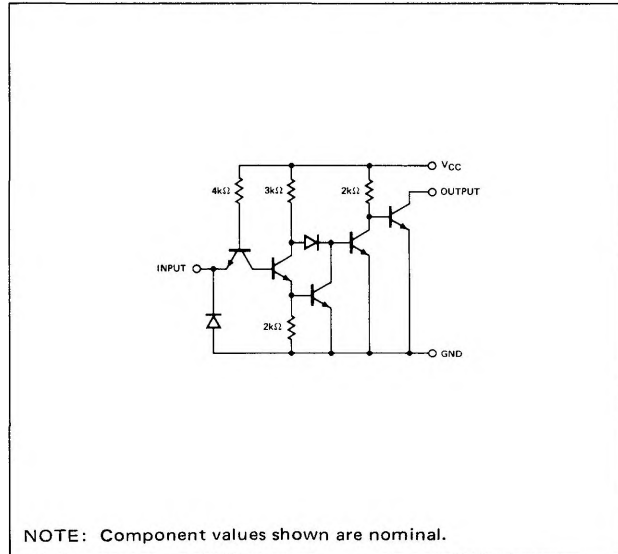 VCC
4kΩ
3kΩ
2kΩ
OUTPUT
INPUT
2kΩ
GND
NOTE: Component values shown are nominal.